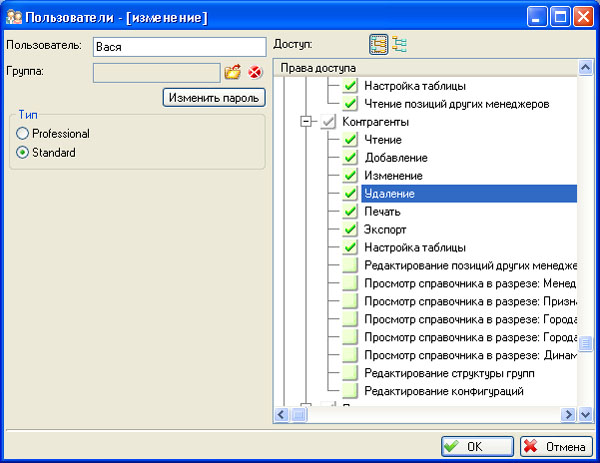 Пользователи - [изменение]
Пользователь: Вася
Группа:
Изменить пароль
Тип
Professional
Standard
Доступ:
Права доступа
Настройка таблицы
Чтение позиций других менеджеров
Контрагенты
Чтение
Добавление
Изменение
Удаление
Печать
Экспорт
Настройка таблицы
Редактирование позиций других менедже
Просмотр справочника в разрезе: Менед
Просмотр справочника в разрезе: Призна
Просмотр справочника в разрезе: Города
Просмотр справочника в разрезе: Города
Просмотр справочника в разрезе: Динам
Редактирование структуры групп
Редактирование конфигураций
OK
Отмена